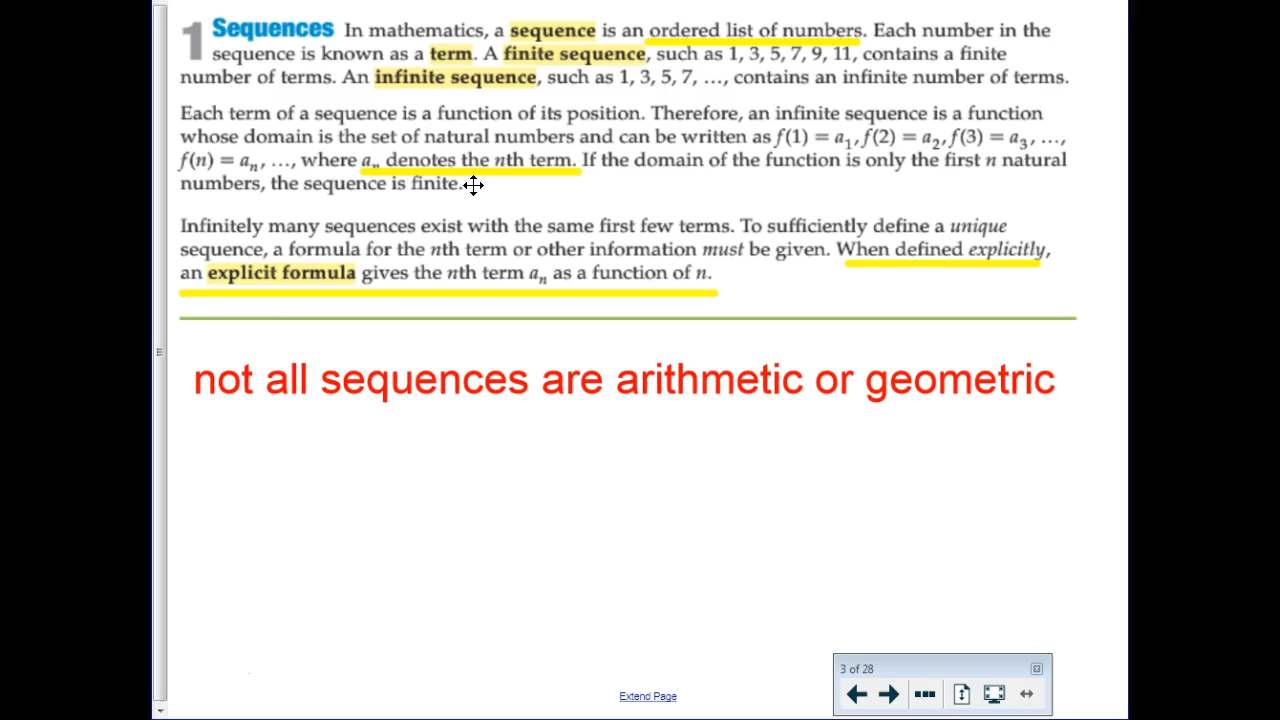 1 Sequences In mathematics, a sequence is an ordered list of numbers. Each number in the
sequence is known as a term. A finite sequence, such as 1, 3, 5, 7, 9, 11, contains a finite
number of terms. An infinite sequence, such as 1, 3, 5, 7, …, contains an infinite number of terms.
Each term of a sequence is a function of its position. Therefore, an infinite sequence is a function
whose domain is the set of natural numbers and can be written as f(1) = a₁, f(2) = a₂, f(3) = a₃, …,
f(n) = aₙ, …, where aₙ denotes the nth term. If the domain of the function is only the first n natural
numbers, the sequence is finite.
Infinitely many sequences exist with the same first few terms. To sufficiently define a unique
sequence, a formula for the nth term or other information must be given. When defined explicitly,
an explicit formula gives the nth term aₙ as a function of n.
not all sequences are arithmetic or geometric
3 of 28
Extend Page